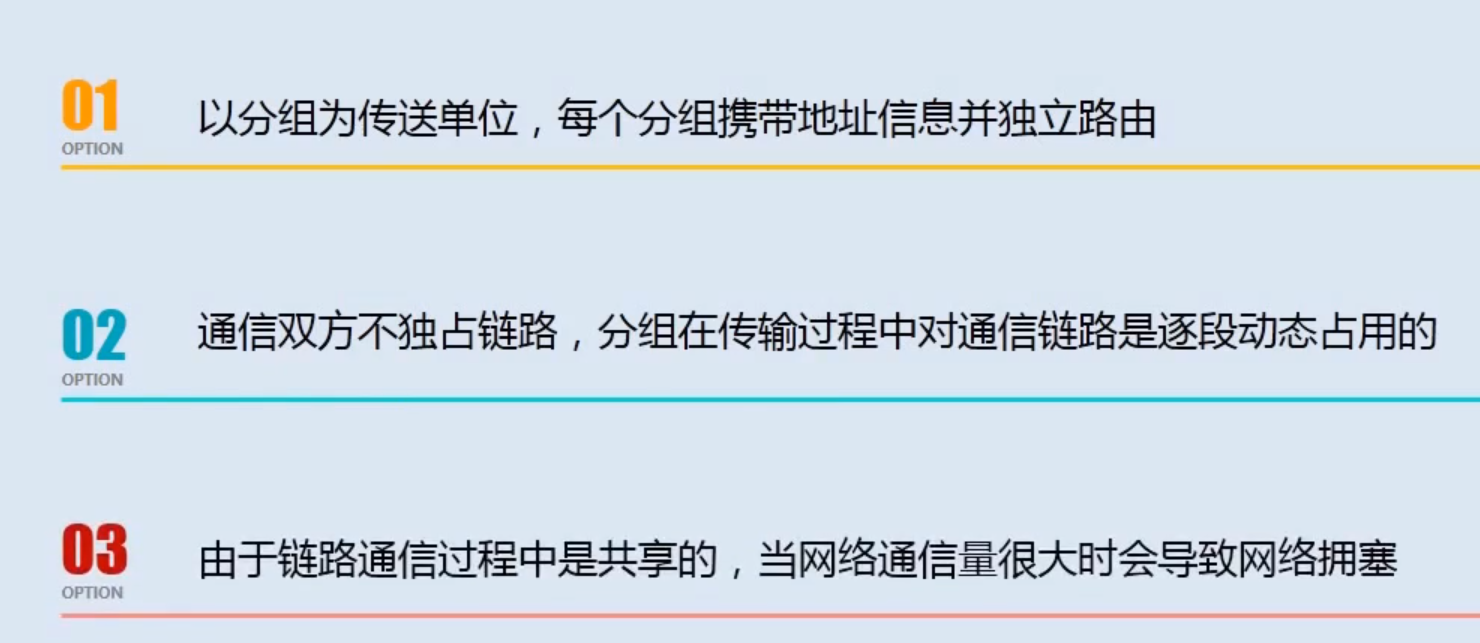 01
OPTION
以分组为传送单位，每个分组携带地址信息并独立路由
02
OPTION
通信双方不独占链路，分组在传输过程中对通信链路是逐段动态占用的
03
OPTION
由于链路通信过程中是共享的，当网络通信量很大时会导致网络拥塞